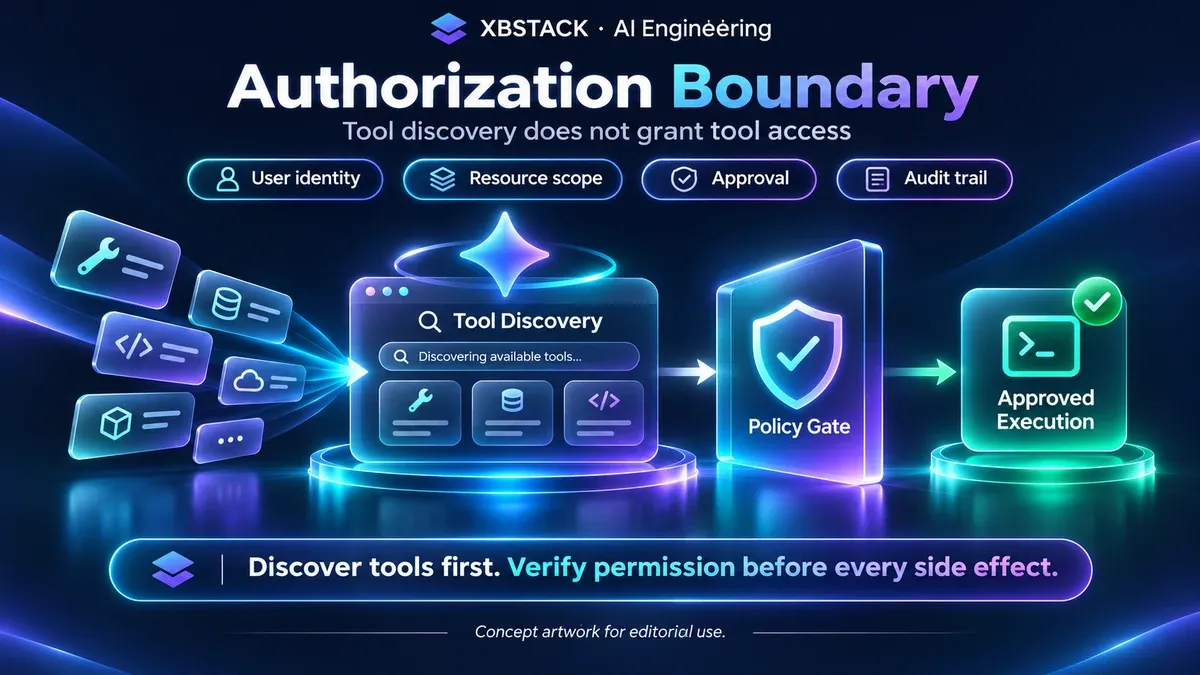 XBSTACK · AI Engineering
Authorization Boundary
Tool discovery does not grant tool access
User identity
Resource scope
Approval
Audit trail
Tool Discovery
Discovering available tools...
</>
</>
Policy Gate
>_
Approved
Execution
Discover tools first. Verify permission before every side effect.
Concept artwork for editorial use.